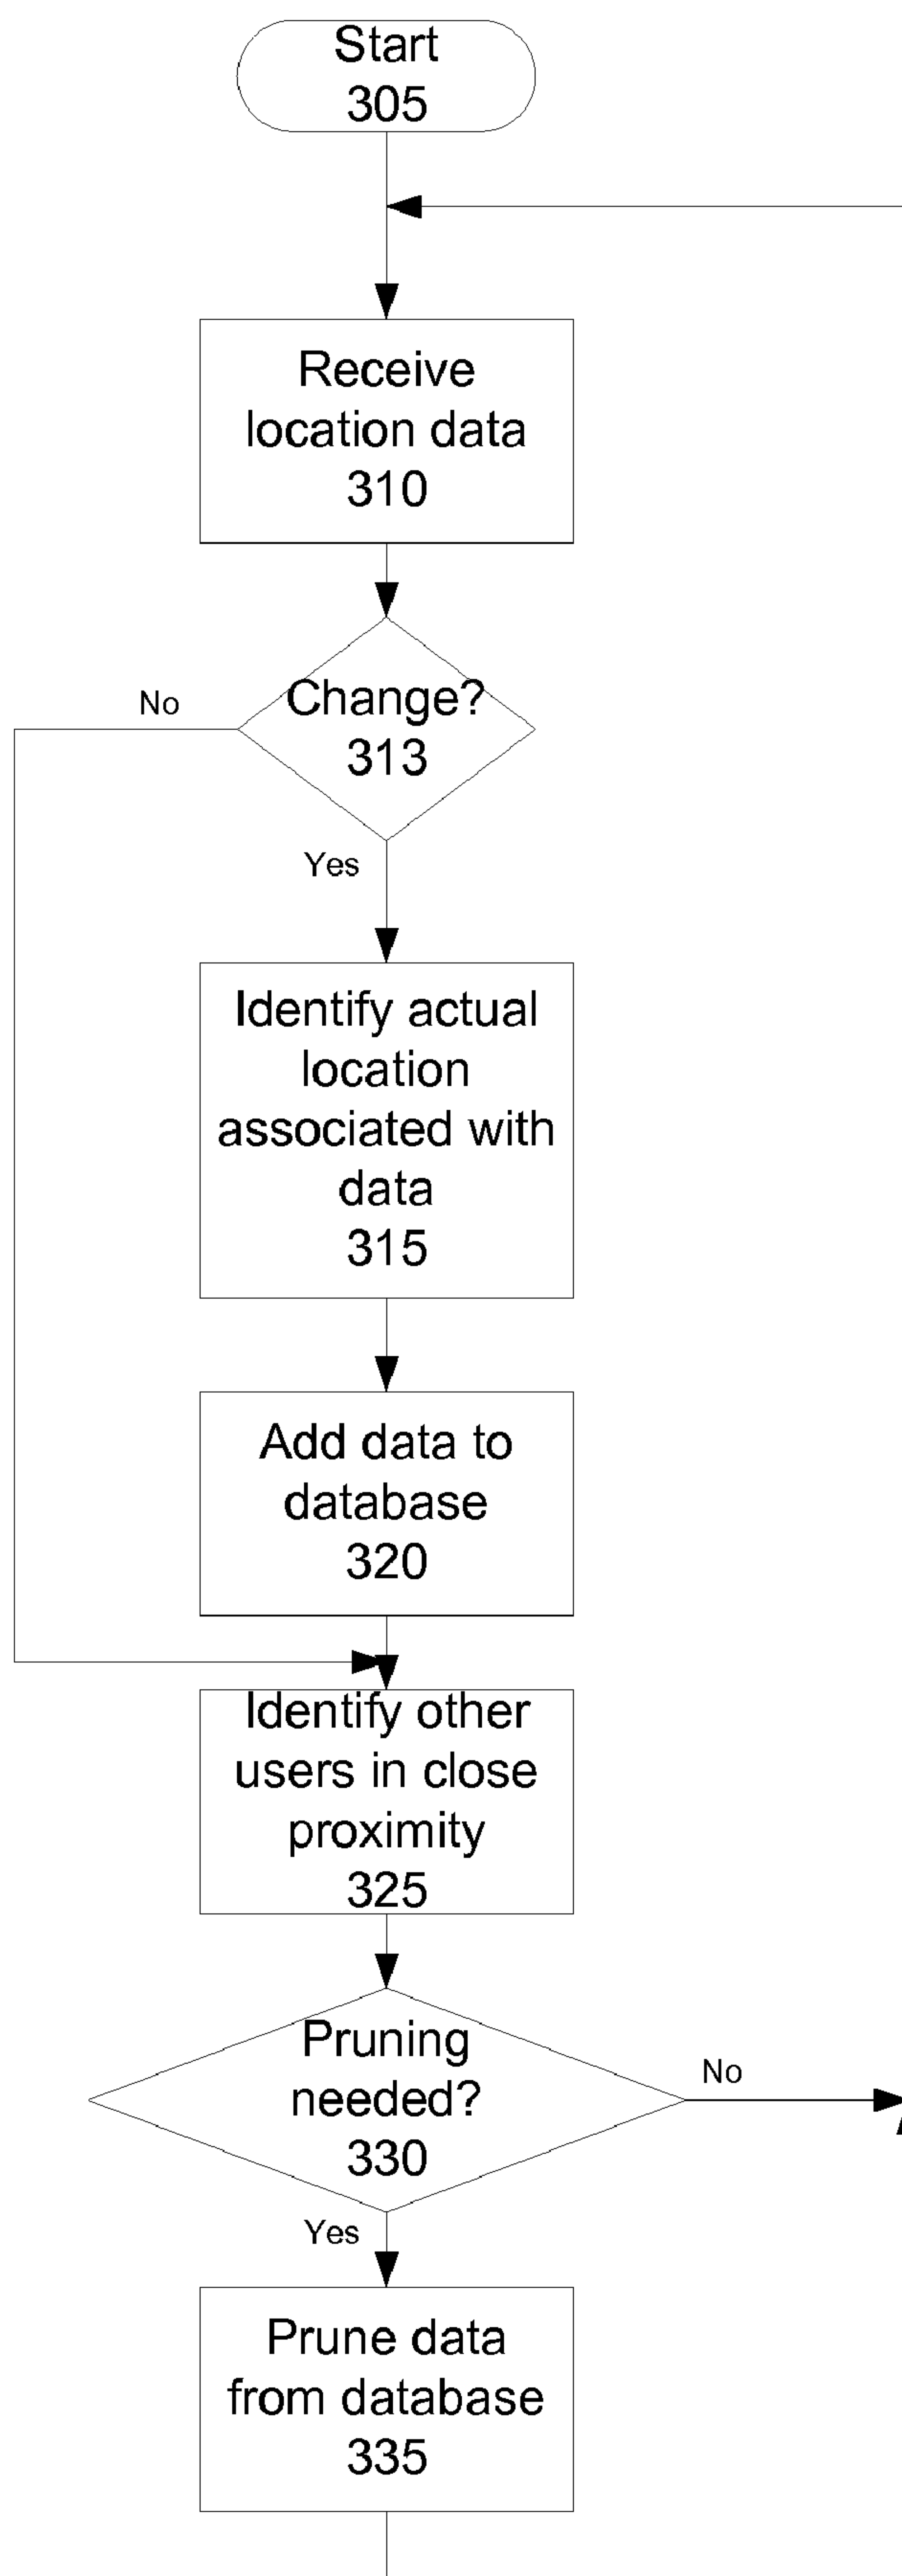 Start
305
Receive
location data
310
Change?
313
No
Yes
Identify actual
location
associated with
data
315
Add data to
database
320
Identify other
users in close
proximity
325
Pruning
needed?
330
No
Yes
Prune data
from database
335